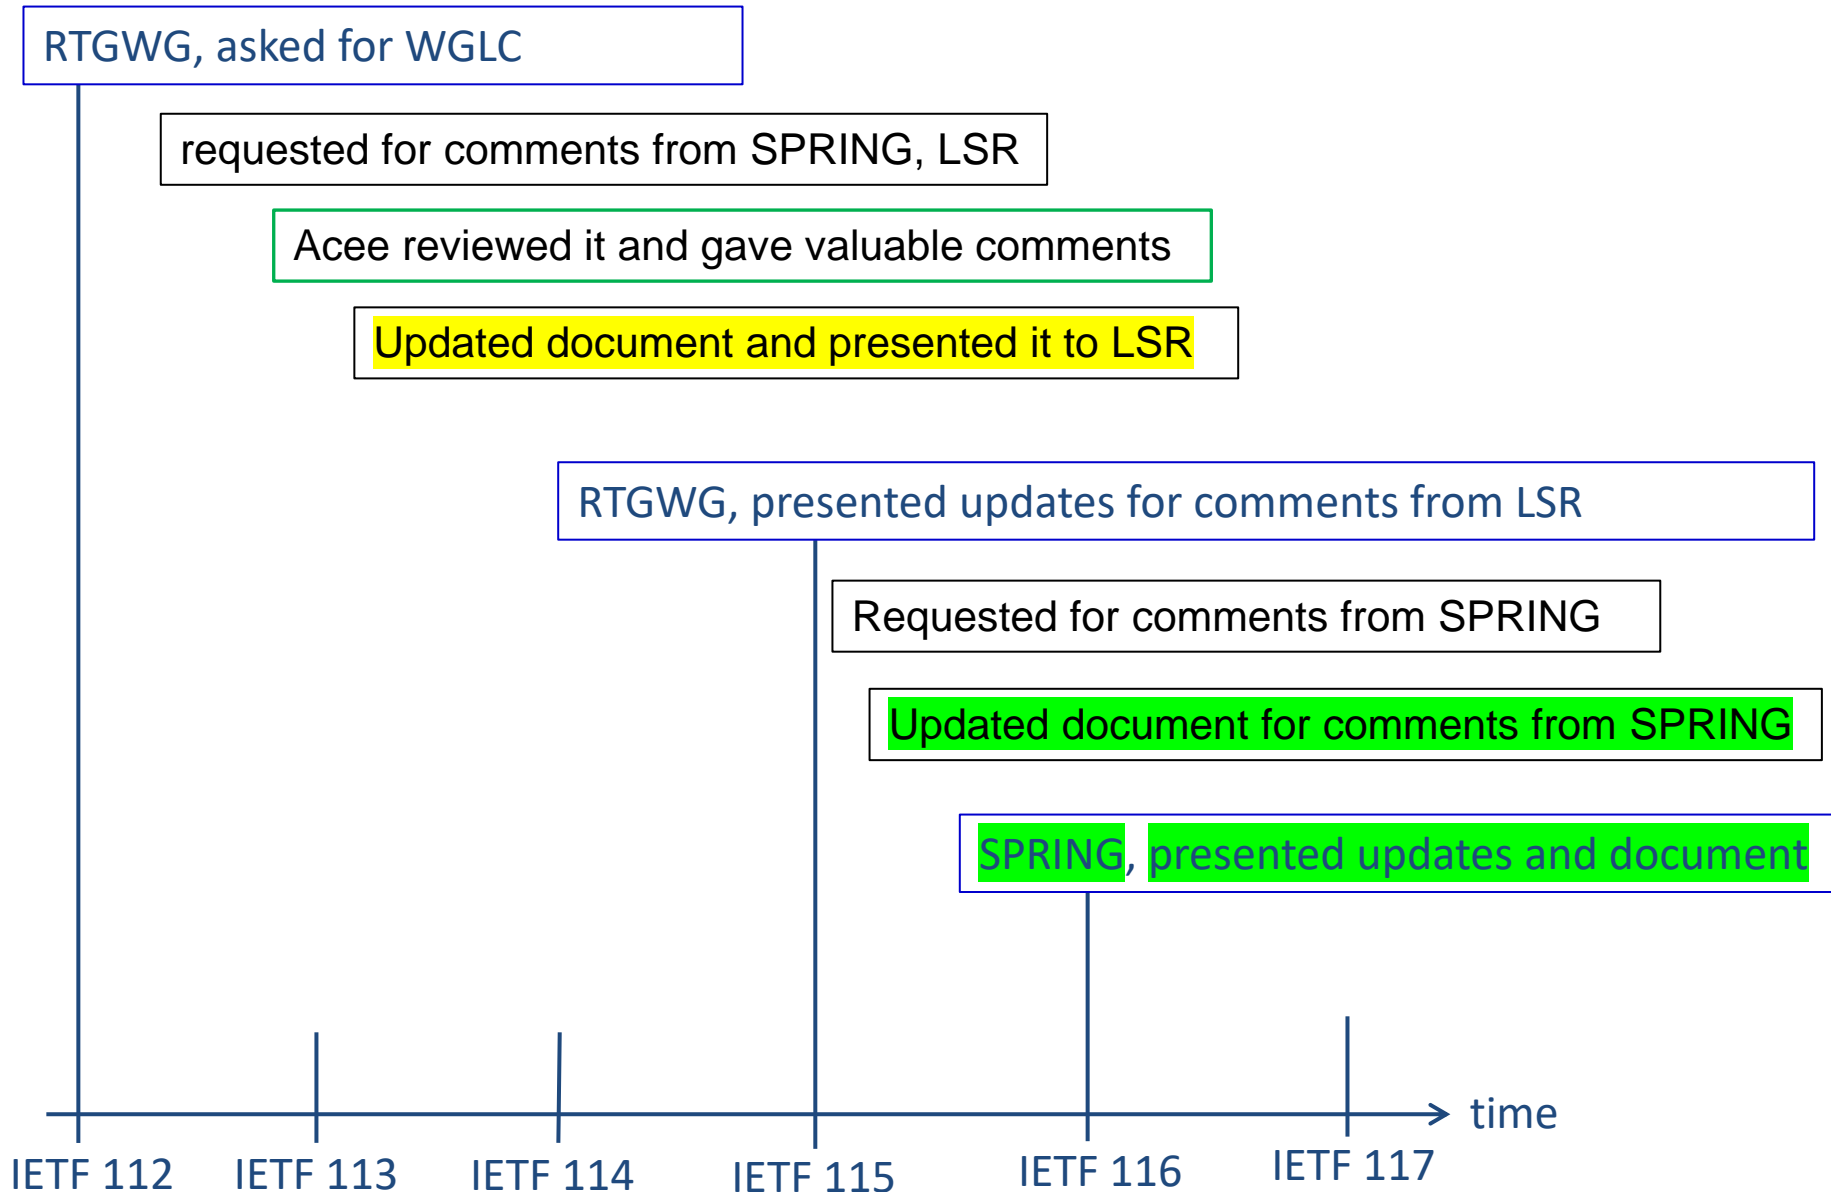 RTGWG, asked for WGLC
requested for comments from SPRING, LSR
Acee reviewed it and gave valuable comments
Updated document and presented it to LSR
RTGWG, presented updates for comments from LSR
Requested for comments from SPRING
Updated document for comments from SPRING
SPRING, presented updates and document
time
IETF 112
IETF 113
IETF 114
IETF 115
IETF 116
IETF 117